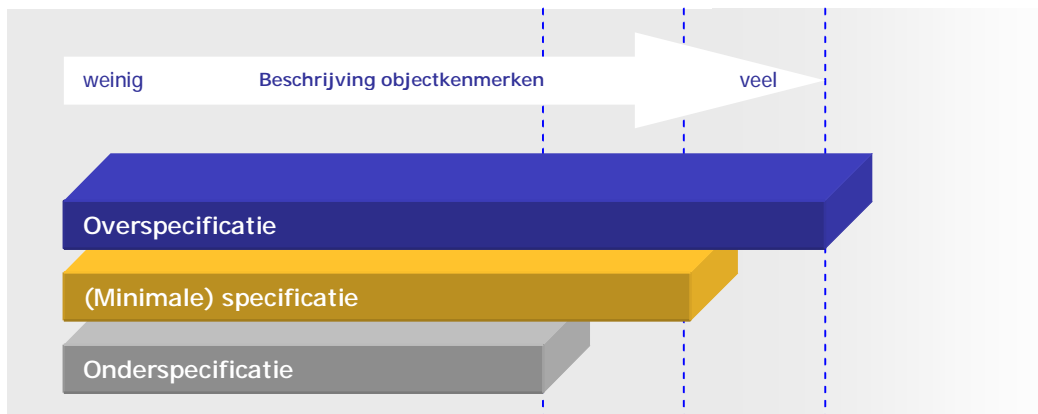 weinig Beschrijving objectkenmerken veel
Overspecificatie
(Minimale) specificatie
Onderspecificatie